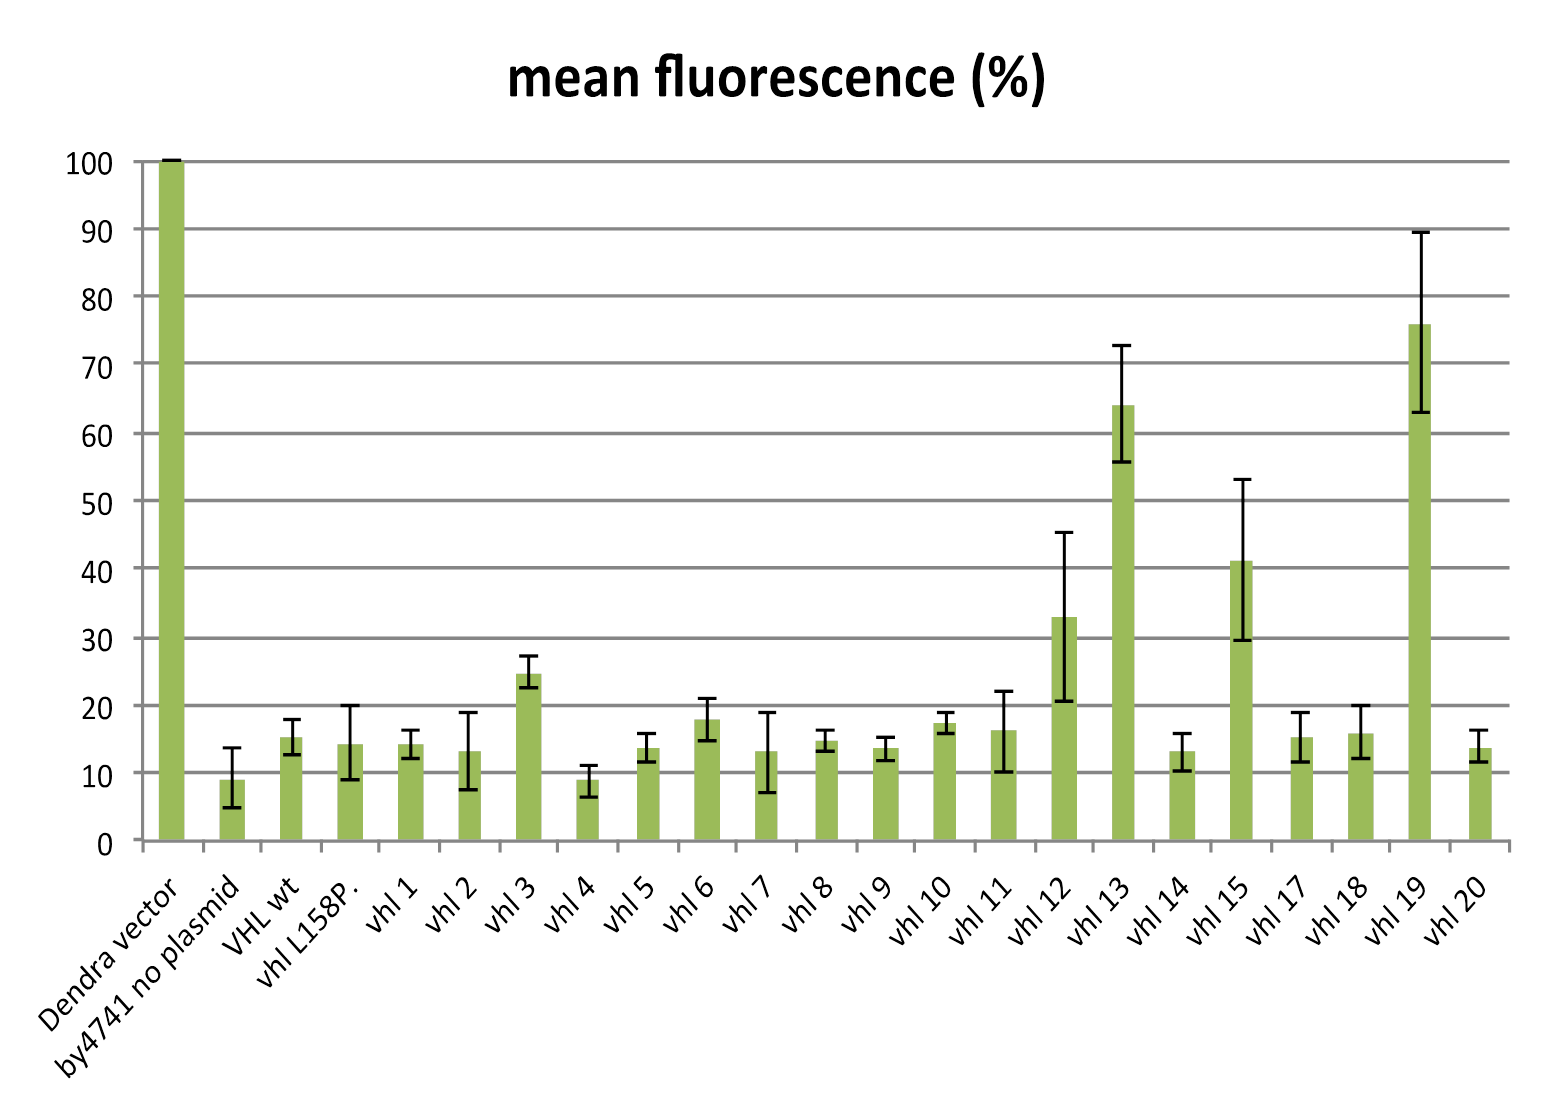 mean fluorescence (%)
100
90
80
70
60
50
40
30
20
10
0
Dendra vector
by4741 no plasmid
VHL wt
vhl L158P.
vhl 1
vhl 2
vhl 3
vhl 4
vhl 5
vhl 6
vhl 7
vhl 8
vhl 9
vhl 10
vhl 11
vhl 12
vhl 13
vhl 14
vhl 15
vhl 17
vhl 18
vhl 19
vhl 20